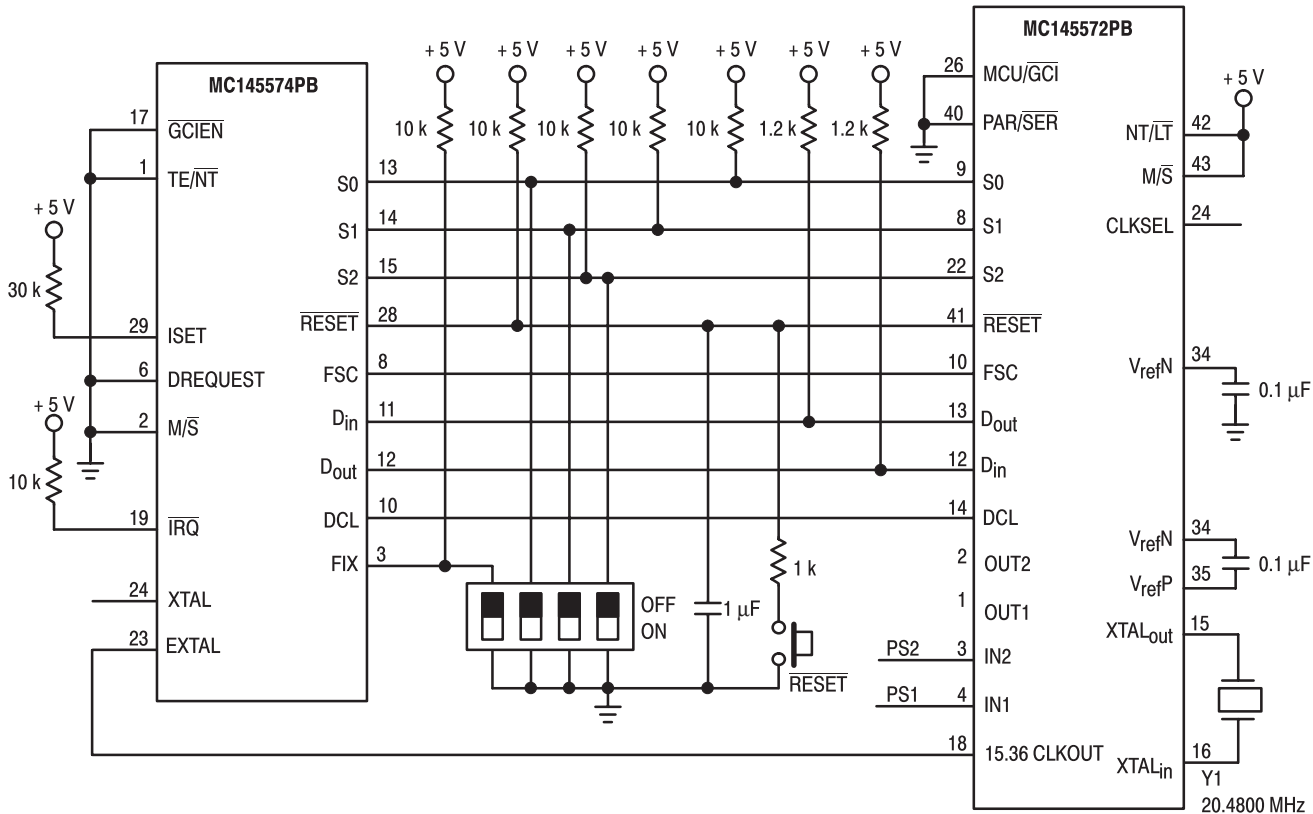 MC145574PB
17 GCIEN
1 TE/NT
+ 5 V
30 k
29 ISET
6 DREQUEST
+ 5 V
2 M/S
10 k
19 IRQ
24 XTAL
23 EXTAL
S0 13
S1 14
S2 15
RESET 28
FSC 8
Din 11
Dout 12
DCL 10
FIX 3
+ 5 V + 5 V + 5 V + 5 V + 5 V + 5 V + 5 V
10 k 10 k 10 k 10 k 10 k 1.2 k 1.2 k
OFF
ON
1 µF
1 k
RESET
MC145572PB
26 MCU/GCI
40 PAR/SER
9 S0
8 S1
22 S2
41 RESET
10 FSC
13 Dout
12 Din
14 DCL
2 OUT2
1 OUT1
PS2 3 IN2
PS1 4 IN1
18 15.36 CLKOUT
+ 5 V
NT/LT 42
M/S 43
CLKSEL 24
VrefN 34
0.1 µF
VrefN 34
0.1 µF
VrefP 35
XTALout 15
XTALin 16
Y1
20.4800 MHz